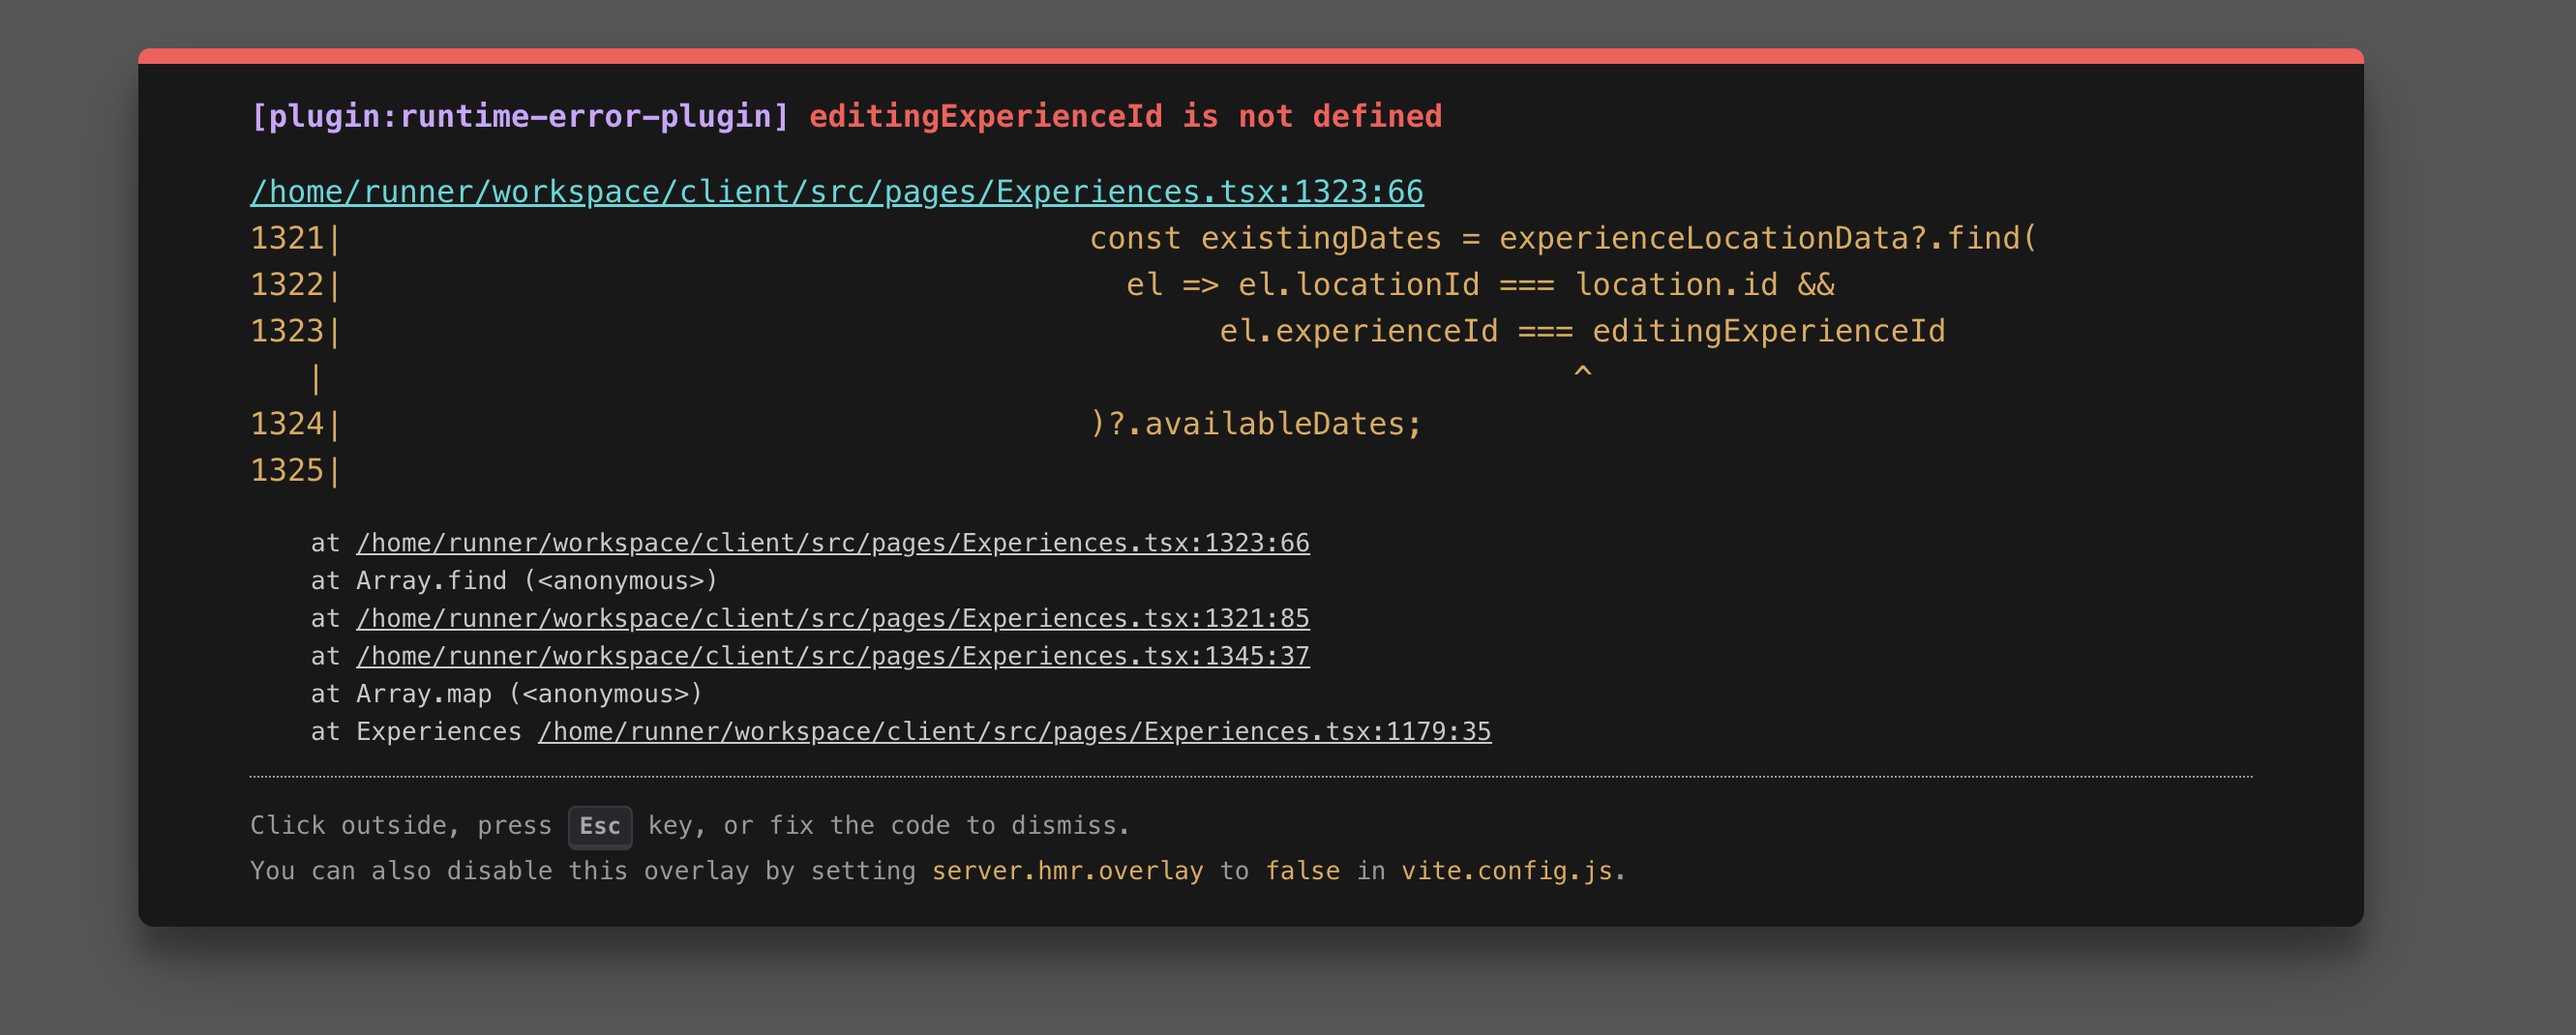 [plugin:runtime-error-plugin] editingExperienceId is not defined
/home/runner/workspace/client/src/pages/Experiences.tsx:1323:66
1321|                                        const existingDates = experienceLocationData?.find(
1322|                                          el => el.locationId === location.id &&
1323|                                               el.experienceId === editingExperienceId
   |                                                                   ^
1324|                                        )?.availableDates;
1325|
at /home/runner/workspace/client/src/pages/Experiences.tsx:1323:66
at Array.find (<anonymous>)
at /home/runner/workspace/client/src/pages/Experiences.tsx:1321:85
at /home/runner/workspace/client/src/pages/Experiences.tsx:1345:37
at Array.map (<anonymous>)
at Experiences /home/runner/workspace/client/src/pages/Experiences.tsx:1179:35
Click outside, press Esc key, or fix the code to dismiss.
You can also disable this overlay by setting server.hmr.overlay to false in vite.config.js.